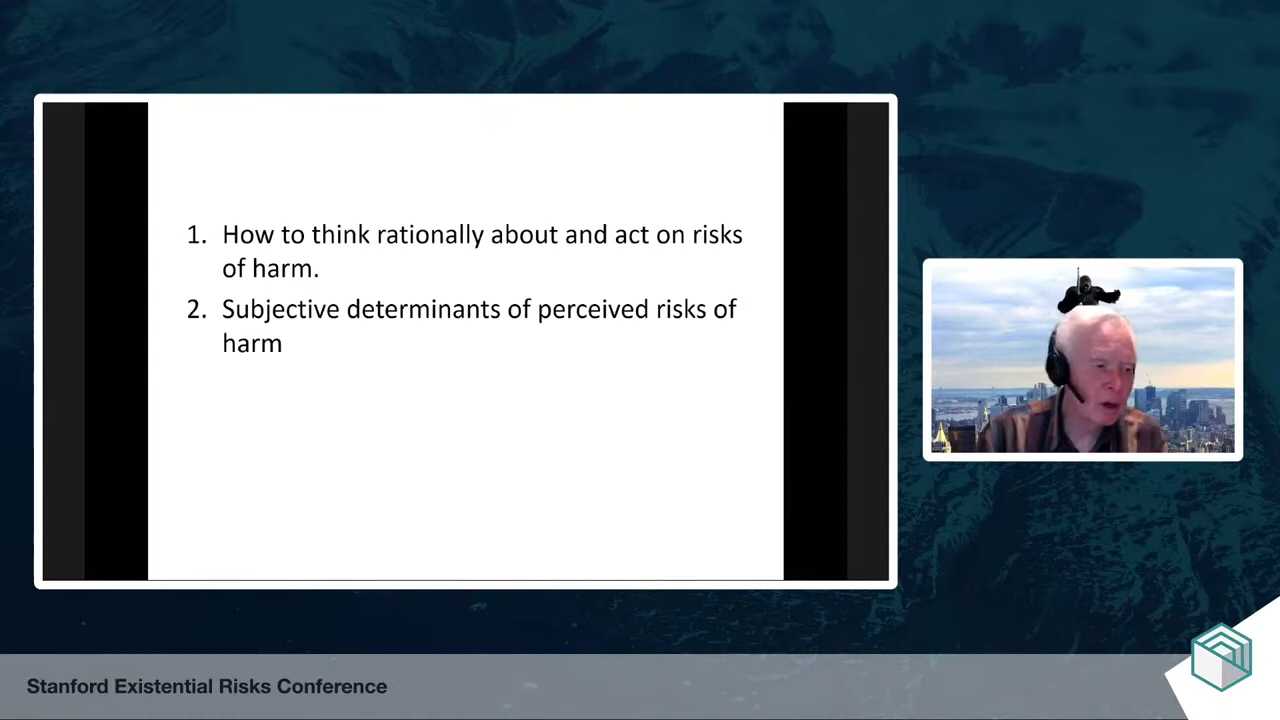 1. How to think rationally about and act on risks
of harm.
2. Subjective determinants of perceived risks of
harm
Stanford Existential Risks Conference